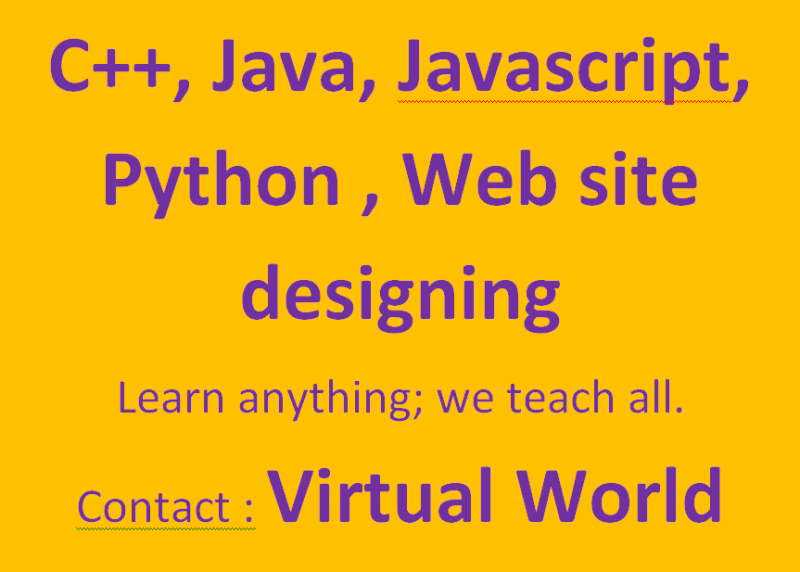 C++, Java, Javascript,
Python , Web site
designing
Learn anything; we teach all.
Contact : Virtual World